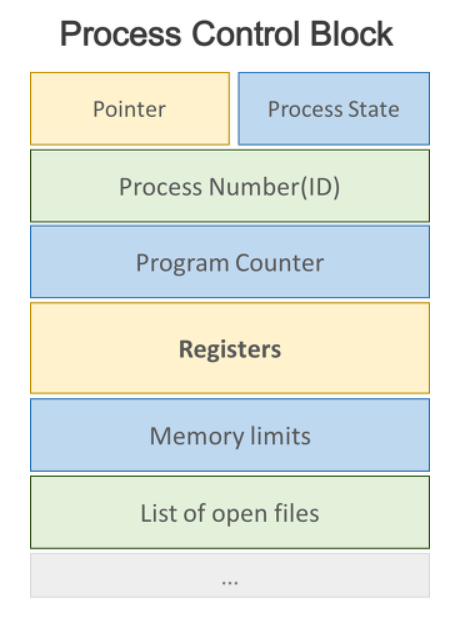 Process Control Block
Pointer
Process State
Process Number(ID)
Program Counter
Registers
Memory limits
List of open files
...